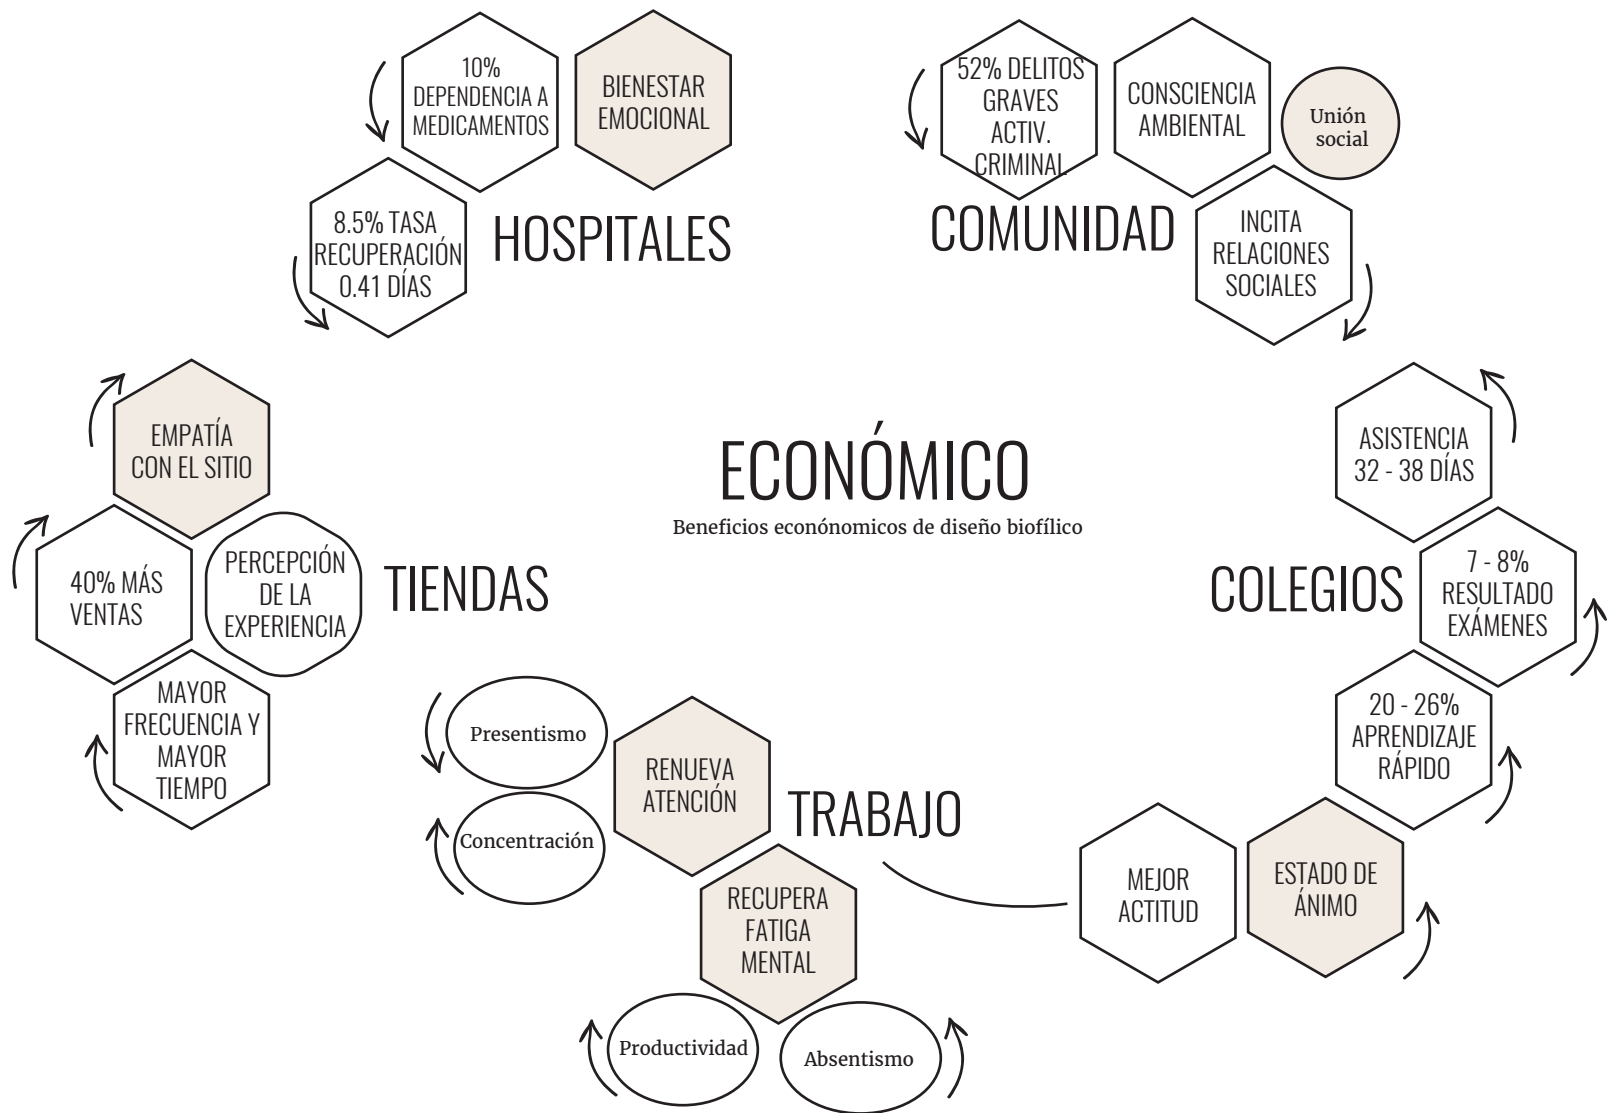 10%
DEPENDENCIA A
MEDICAMENTOS
BIENESTAR
EMOCIONAL
8.5% TASA
RECUPERACIÓN
0.41 DÍAS
HOSPITALES
52% DELITOS
GRAVES
ACTIV.
CRIMINAL
CONSCIENCIA
AMBIENTAL
Unión
social
COMUNIDAD
INCITA
RELACIONES
SOCIALES
EMPATÍA
CON EL SITIO
40% MÁS
VENTAS
PERCEPCIÓN
DE LA
EXPERIENCIA
TIENDAS
MAYOR
FRECUENCIA Y
MAYOR
TIEMPO
ECONÓMICO
Beneficios econónomicos de diseño biofílico
ASISTENCIA
32 - 38 DÍAS
COLEGIOS
7 - 8%
RESULTADO
EXÁMENES
20 - 26%
APRENDIZAJE
RÁPIDO
Presentismo
Concentración
RENUEVA
ATENCIÓN
TRABAJO
RECUPERA
FATIGA
MENTAL
Productividad
Absentismo
MEJOR
ACTITUD
ESTADO DE
ÁNIMO